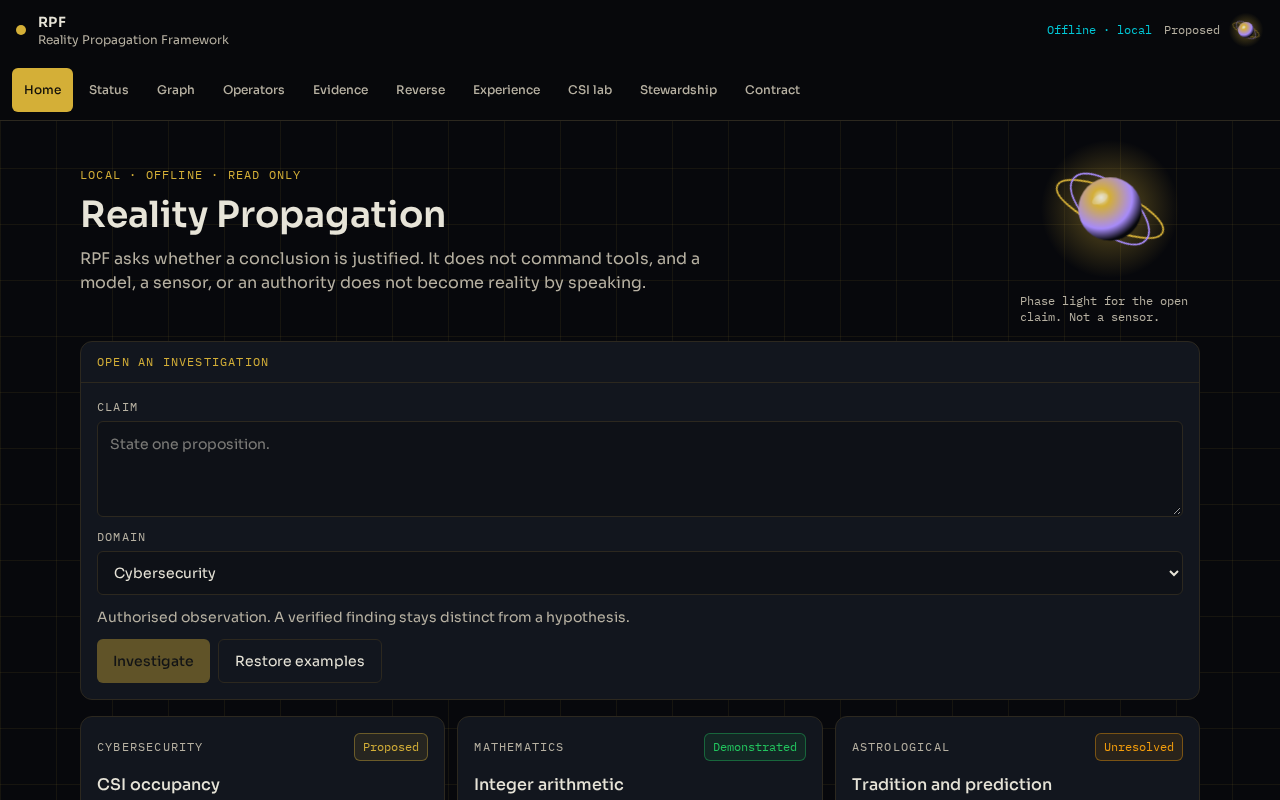 RPF
Reality Propagation Framework
Offline · local
Proposed
Home
Status
Graph
Operators
Evidence
Reverse
Experience
CSI lab
Stewardship
Contract
LOCAL · OFFLINE · READ ONLY
Reality Propagation
RPF asks whether a conclusion is justified. It does not command tools, and a
model, a sensor, or an authority does not become reality by speaking.
Phase light for the open
claim. Not a sensor.
OPEN AN INVESTIGATION
CLAIM
State one proposition.
DOMAIN
Cybersecurity
Authorised observation. A verified finding stays distinct from a hypothesis.
Investigate
Restore examples
CYBERSECURITY
Proposed
CSI occupancy
MATHEMATICS
Demonstrated
Integer arithmetic
ASTROLOGICAL
Unresolved
Tradition and prediction